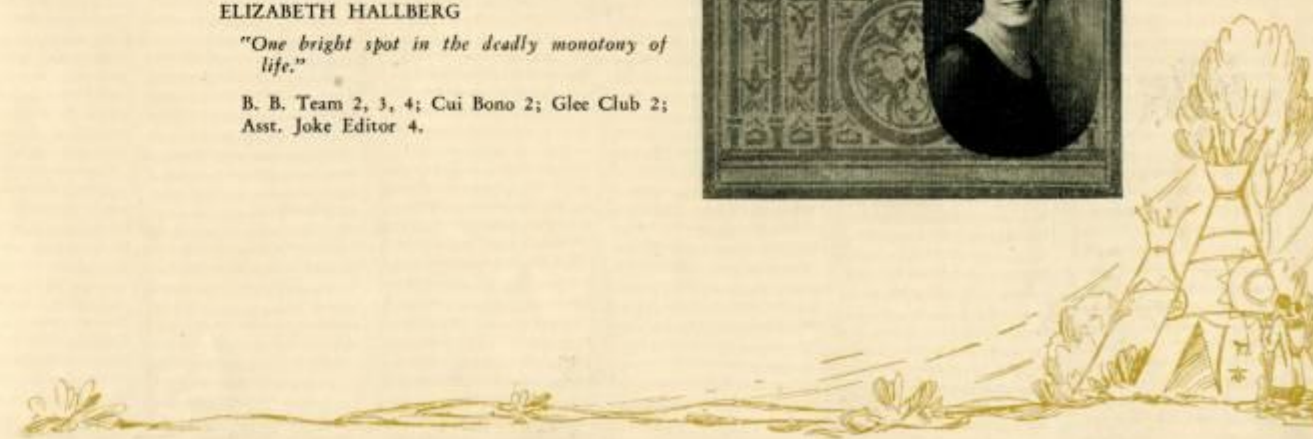 ELIZABETH HALLBERG
"One bright spot in the deadly monotony of
life."
B. B. Team 2, 3, 4; Cui Bono 2; Glee Club 2;
Asst. Joke Editor 4.